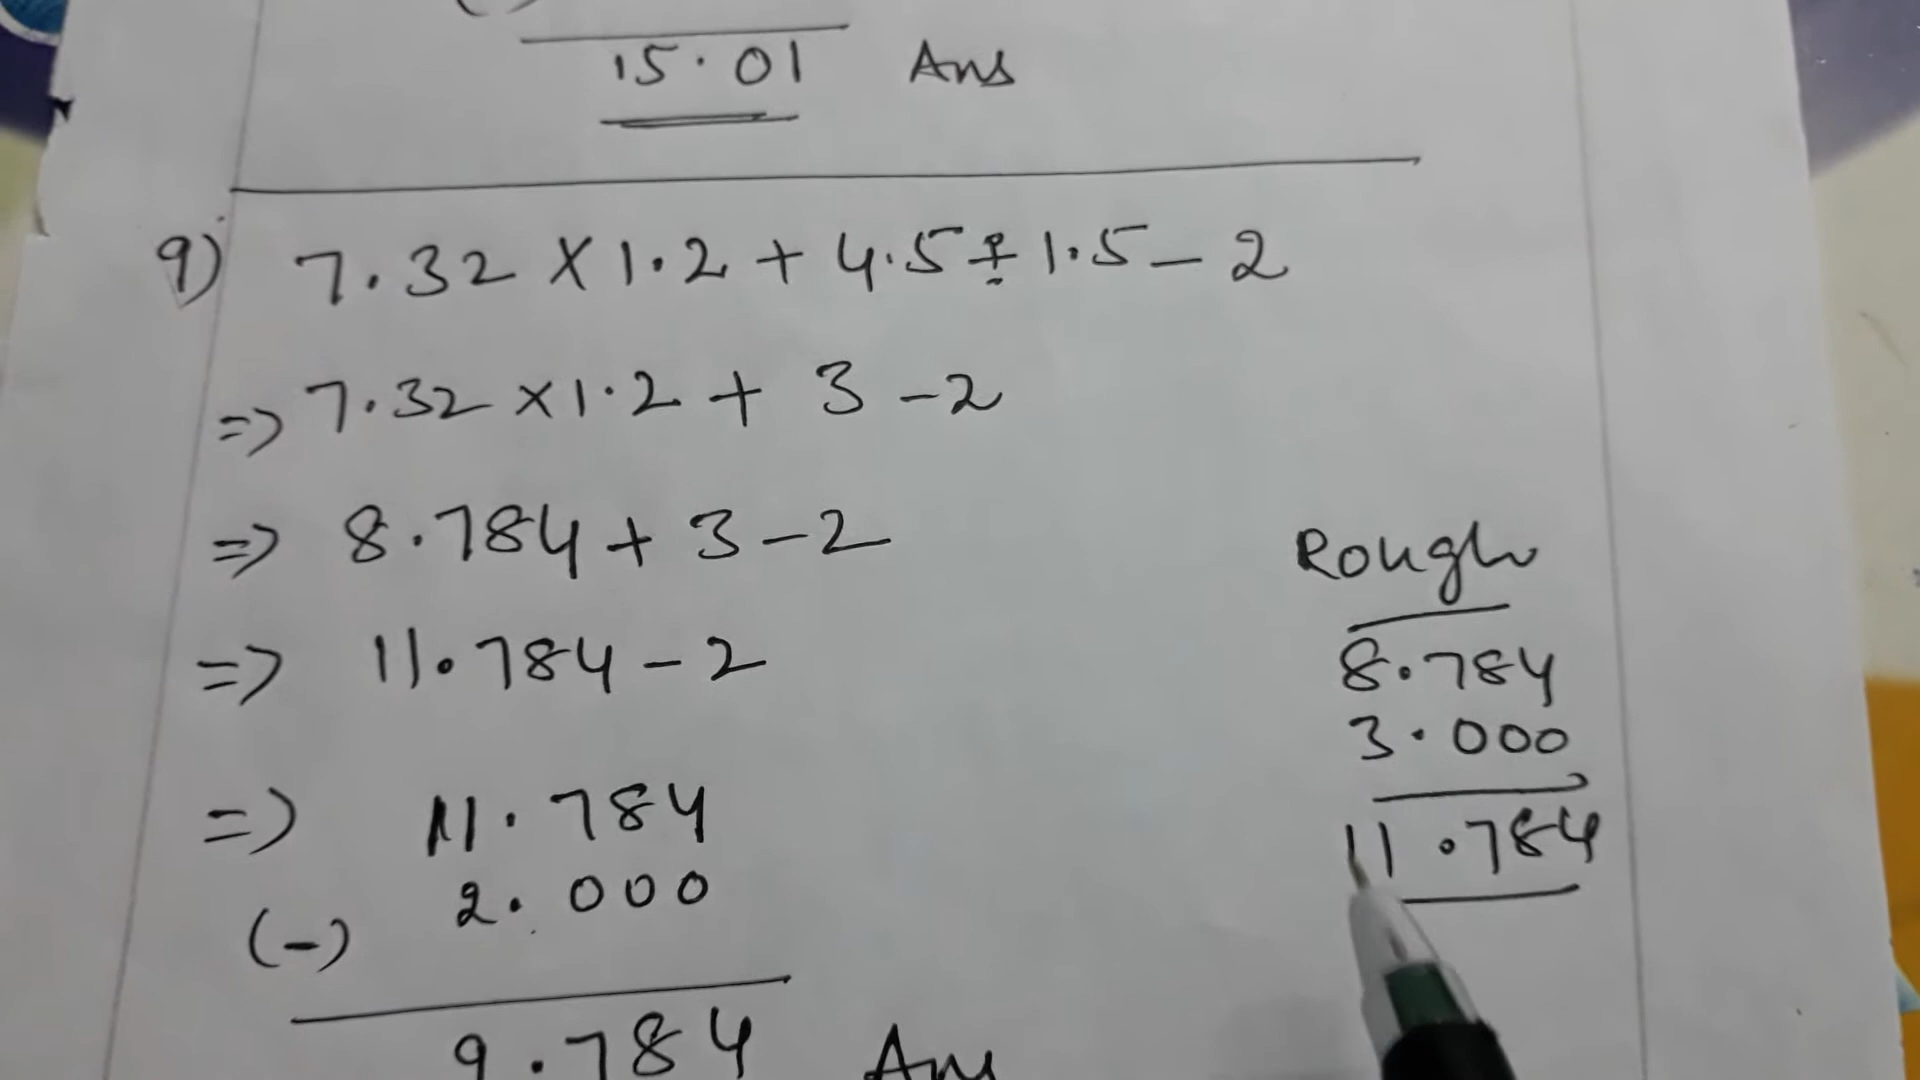 15.01 Ans
9) 7.32 × 1.2 + 4.5 ÷ 1.5 - 2
=> 7.32 × 1.2 + 3 - 2
=> 8.784 + 3 - 2
=> 11.784 - 2
=> 11.784
(-) 2.000
9.784 Ans
Rough
8.784
3.000
11.784